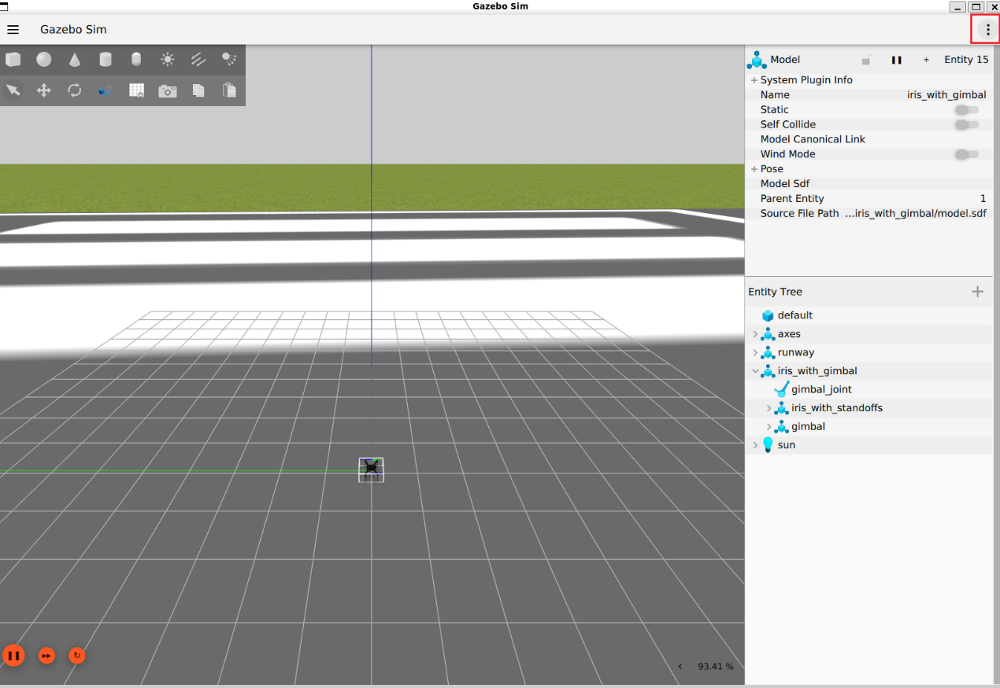 Gazebo Sim
Gazebo Sim
Model + Entity 15
System Plugin Info
Name iris_with_gimbal
Static
Self Collide
Model Canonical Link
Wind Mode
Pose
Model Sdf
Parent Entity 1
Source File Path ...iris_with_gimbal/model.sdf
Entity Tree
default
axes
runway
iris_with_gimbal
gimbal_joint
iris_with_standoffs
gimbal
sun
93.41 %